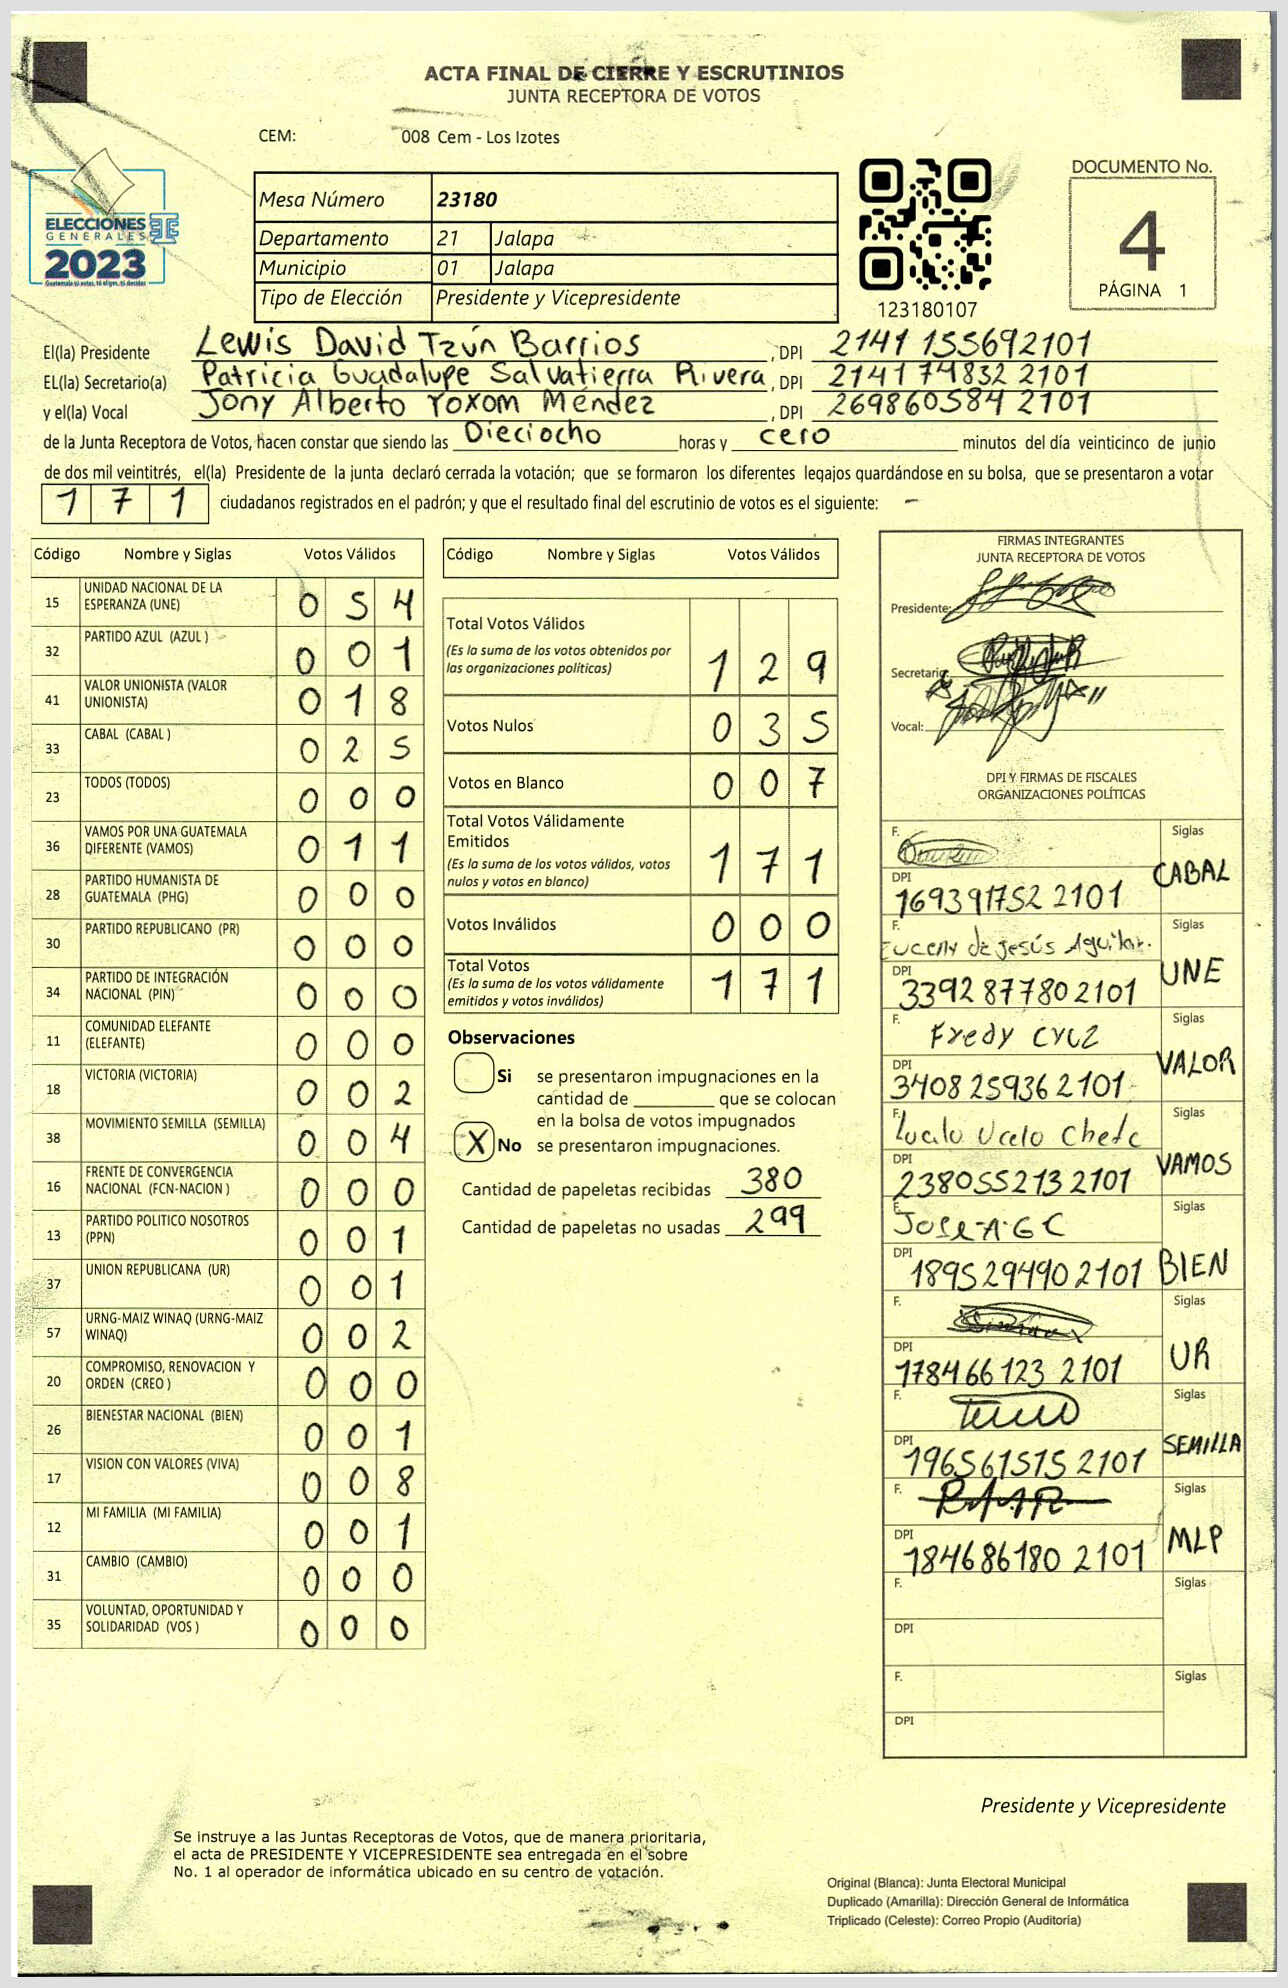 ACTA FINAL DE CIERRE Y ESCRUTINIOS
JUNTA RECEPTORA DE VOTOS
CEM: 008 Cem - Los Izotes
ELECCIONES
GENERALES
2023
Guatemala tú votas, tú eliges, tú decides
Mesa Número 23180
Departamento 21 Jalapa
Municipio 01 Jalapa
Tipo de Elección Presidente y Vicepresidente
123180107
DOCUMENTO No.
4
PÁGINA 1
El(la) Presidente Lewis David Tzún Barrios , DPI 2141 155692101
EL(la) Secretario(a) Patricia Guadalupe Salvatierra Rivera , DPI 2141 74832 2101
y el(la) Vocal Jony Alberto Yoxom Méndez , DPI 269860584 2101
de la Junta Receptora de Votos, hacen constar que siendo las Dieciocho horas y cero minutos del día veinticinco de junio
de dos mil veintitrés, el(la) Presidente de la junta declaró cerrada la votación; que se formaron los diferentes legajos guardándose en su bolsa, que se presentaron a votar
1 7 1 ciudadanos registrados en el padrón; y que el resultado final del escrutinio de votos es el siguiente: -
Código Nombre y Siglas Votos Válidos
15 UNIDAD NACIONAL DE LA ESPERANZA (UNE) 0 5 4
32 PARTIDO AZUL (AZUL ) 0 0 1
41 VALOR UNIONISTA (VALOR UNIONISTA) 0 1 8
33 CABAL (CABAL ) 0 2 5
23 TODOS (TODOS) 0 0 0
36 VAMOS POR UNA GUATEMALA DIFERENTE (VAMOS) 0 1 1
28 PARTIDO HUMANISTA DE GUATEMALA (PHG) 0 0 0
30 PARTIDO REPUBLICANO (PR) 0 0 0
34 PARTIDO DE INTEGRACIÓN NACIONAL (PIN) 0 0 0
11 COMUNIDAD ELEFANTE (ELEFANTE) 0 0 0
18 VICTORIA (VICTORIA) 0 0 2
38 MOVIMIENTO SEMILLA (SEMILLA) 0 0 4
16 FRENTE DE CONVERGENCIA NACIONAL (FCN-NACION ) 0 0 0
13 PARTIDO POLITICO NOSOTROS (PPN) 0 0 1
37 UNION REPUBLICANA (UR) 0 0 1
57 URNG-MAIZ WINAQ (URNG-MAIZ WINAQ) 0 0 2
20 COMPROMISO, RENOVACION Y ORDEN (CREO ) 0 0 0
26 BIENESTAR NACIONAL (BIEN) 0 0 1
17 VISION CON VALORES (VIVA) 0 0 8
12 MI FAMILIA (MI FAMILIA) 0 0 1
31 CAMBIO (CAMBIO) 0 0 0
35 VOLUNTAD, OPORTUNIDAD Y SOLIDARIDAD (VOS ) 0 0 0
Código Nombre y Siglas Votos Válidos
Total Votos Válidos
(Es la suma de los votos obtenidos por
las organizaciones políticas) 1 2 9
Votos Nulos 0 3 5
Votos en Blanco 0 0 7
Total Votos Válidamente
Emitidos
(Es la suma de los votos válidos, votos
nulos y votos en blanco) 1 7 1
Votos Inválidos 0 0 0
Total Votos
(Es la suma de los votos válidamente
emitidos y votos inválidos) 1 7 1
Observaciones
Si se presentaron impugnaciones en la
cantidad de ________ que se colocan
en la bolsa de votos impugnados
X No se presentaron impugnaciones.
Cantidad de papeletas recibidas 380
Cantidad de papeletas no usadas 299
FIRMAS INTEGRANTES
JUNTA RECEPTORA DE VOTOS
Presidente:
Secretario:
Vocal:
DPI Y FIRMAS DE FISCALES
ORGANIZACIONES POLÍTICAS
F. Siglas
DPI 169391752 2101 CABAL
F. de Jesús Aguilar. Siglas
DPI 3392 87780 2101 UNE
F. Fredy Cruz Siglas
DPI 3408 25936 2101 VALOR
F. Siglas
DPI 238055213 2101 VAMOS
F. JOSE-A-G C Siglas
DPI 1895 29490 2101 BIEN
F. Siglas
DPI 178466123 2101 UR
F. Siglas
DPI 196561515 2101 SEMILLA
F. Siglas
DPI 184686180 2101 MLP
F. Siglas
DPI
F. Siglas
DPI
Presidente y Vicepresidente
Se instruye a las Juntas Receptoras de Votos, que de manera prioritaria,
el acta de PRESIDENTE Y VICEPRESIDENTE sea entregada en el sobre
No. 1 al operador de informática ubicado en su centro de votación.
Original (Blanca): Junta Electoral Municipal
Duplicado (Amarilla): Dirección General de Informática
Triplicado (Celeste): Correo Propio (Auditoría)